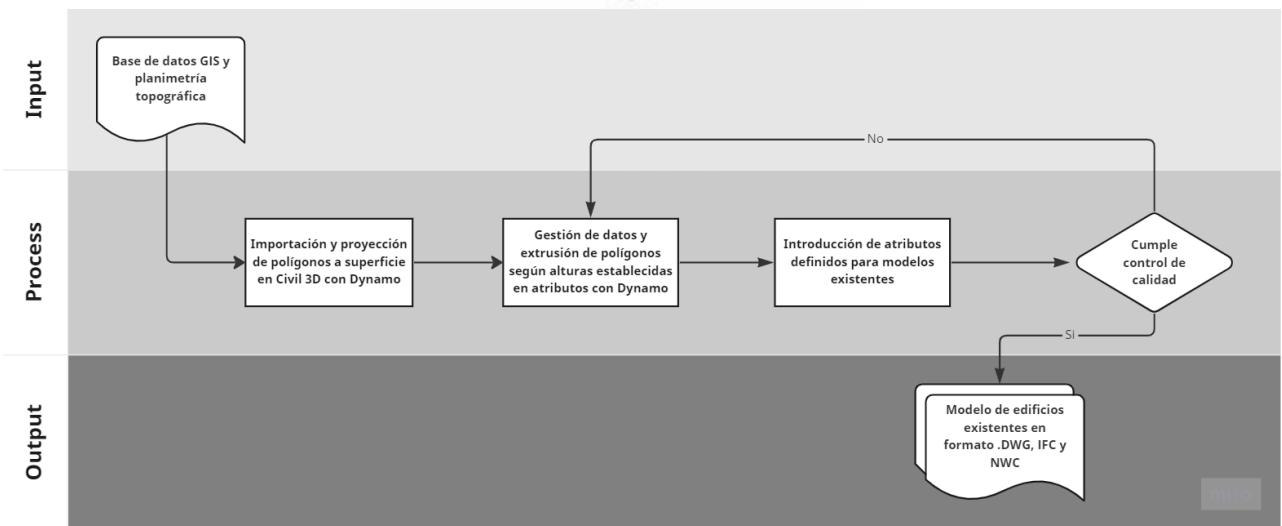 Input
Base de datos GIS y
planimetría
topográfica
No
Process
Importación y proyección
de polígonos a superficie
en Civil 3D con Dynamo
Gestión de datos y
extrusión de polígonos
según alturas establecidas
en atributos con Dynamo
Introducción de atributos
definidos para modelos
existentes
Cumple
control de
calidad
Si
Output
Modelo de edificios
existentes en
formato .DWG, IFC y
NWC
miro